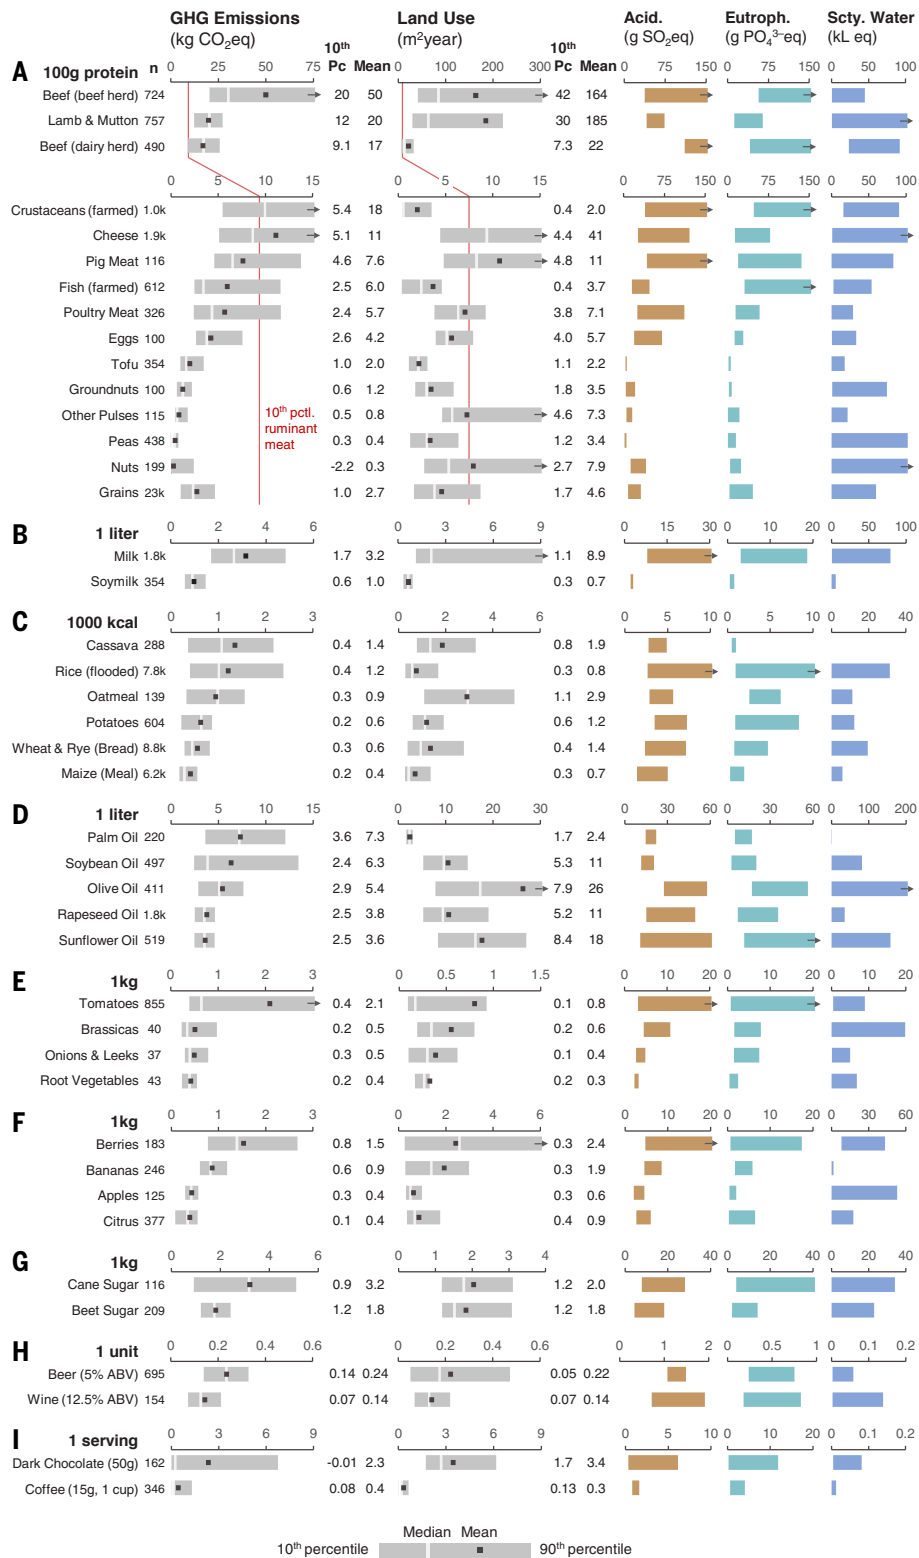 GHG Emissions Land Use Acid. Eutroph. Scty. Water
(kg CO₂eq) (m²year) (g SO₂eq) (g PO₄³⁻eq) (kL eq)
10th 10th
A 100g protein n 0 25 50 75 Pc Mean 0 100 200 300 Pc Mean 0 75 150 0 75 150 0 50 100
Beef (beef herd) 724 20 50 42 164
Lamb & Mutton 757 12 20 30 185
Beef (dairy herd) 490 9.1 17 7.3 22
0 5 10 15 0 5 10 15 0 75 150 0 75 150 0 50 100
Crustaceans (farmed) 1.0k 5.4 18 0.4 2.0
Cheese 1.9k 5.1 11 4.4 41
Pig Meat 116 4.6 7.6 4.8 11
Fish (farmed) 612 2.5 6.0 0.4 3.7
Poultry Meat 326 2.4 5.7 3.8 7.1
Eggs 100 2.6 4.2 4.0 5.7
Tofu 354 1.0 2.0 1.1 2.2
Groundnuts 100 0.6 1.2 1.8 3.5
Other Pulses 115 0.5 0.8 4.6 7.3
10th pctl.
ruminant
meat
Peas 438 0.3 0.4 1.2 3.4
Nuts 199 -2.2 0.3 2.7 7.9
Grains 23k 1.0 2.7 1.7 4.6
B 1 liter 0 2 4 6 0 3 6 9 0 15 30 0 10 20 0 50 100
Milk 1.8k 1.7 3.2 1.1 8.9
Soymilk 354 0.6 1.0 0.3 0.7
C 1000 kcal 0 1 2 3 0 2 4 6 0 5 10 0 10 20 0 20 40
Cassava 288 0.4 1.4 0.8 1.9
Rice (flooded) 7.8k 0.4 1.2 0.3 0.8
Oatmeal 139 0.3 0.9 1.1 2.9
Potatoes 604 0.2 0.6 0.6 1.2
Wheat & Rye (Bread) 8.8k 0.3 0.6 0.4 1.4
Maize (Meal) 6.2k 0.2 0.4 0.3 0.7
D 1 liter 0 5 10 15 0 10 20 30 0 30 60 0 30 60 0 100 200
Palm Oil 220 3.6 7.3 1.7 2.4
Soybean Oil 497 2.4 6.3 5.3 11
Olive Oil 411 2.9 5.4 7.9 26
Rapeseed Oil 1.8k 2.5 3.8 5.2 11
Sunflower Oil 519 2.5 3.6 8.4 18
E 1kg 0 1 2 3 0 0.5 1 1.5 0 10 20 0 10 20 0 10 20
Tomatoes 855 0.4 2.1 0.1 0.8
Brassicas 40 0.2 0.5 0.2 0.6
Onions & Leeks 37 0.3 0.5 0.1 0.4
Root Vegetables 43 0.2 0.4 0.2 0.3
F 1kg 0 1 2 3 0 2 4 6 0 10 20 0 10 20 0 30 60
Berries 183 0.8 1.5 0.3 2.4
Bananas 246 0.6 0.9 0.3 1.9
Apples 125 0.3 0.4 0.3 0.6
Citrus 377 0.1 0.4 0.4 0.9
G 1kg 0 2 4 6 0 1 2 3 4 0 20 40 0 20 40 0 20 40
Cane Sugar 116 0.9 3.2 1.2 2.0
Beet Sugar 209 1.2 1.8 1.2 1.8
H 1 unit 0 0.2 0.4 0.6 0 0.2 0.4 0.6 0 1 2 0 0.5 1 0 0.1 0.2
Beer (5% ABV) 695 0.14 0.24 0.05 0.22
Wine (12.5% ABV) 154 0.07 0.14 0.07 0.14
I 1 serving 0 3 6 9 0 3 6 9 0 5 10 0 10 20 0 0.1 0.2
Dark Chocolate (50g) 162 -0.01 2.3 1.7 3.4
Coffee (15g, 1 cup) 346 0.08 0.4 0.13 0.3
Median Mean
10th percentile 90th percentile